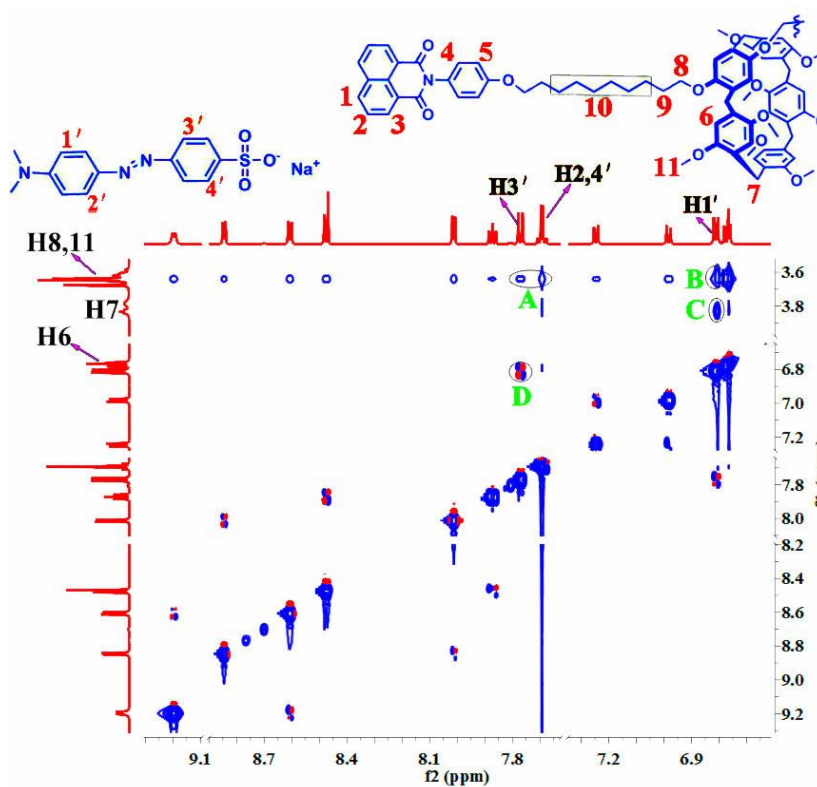 O
4
5
8
N
O
O
1
2
3
O
10
9
6
11
7
1′
3′
N
N
N
2′
4′
O
S
O
O⁻
Na⁺
H3′
H2,4′
H1′
H8,11
H7
H6
A
B
C
D
3.6
3.8
6.8
7.0
7.2
7.8
8.0
8.2
8.4
8.6
8.8
9.0
9.2
9.1
8.7
8.4
8.1
7.8
7.2
6.9
f2 (ppm)